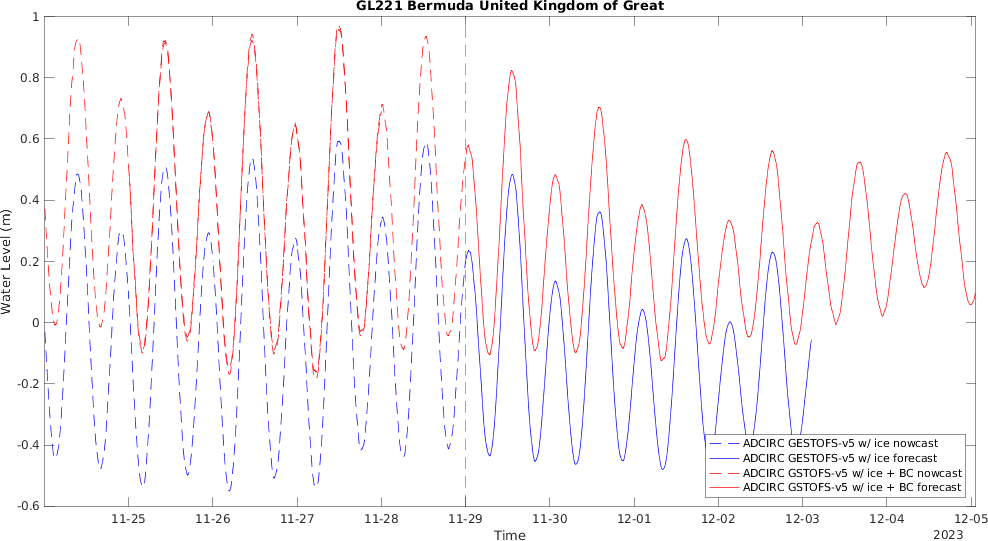 GL221 Bermuda United Kingdom of Great
Water Level (m)
1
0.8
0.6
0.4
0.2
0
-0.2
-0.4
-0.6
ADCIRC GESTOFS-v5 w/ ice nowcast
ADCIRC GESTOFS-v5 w/ ice forecast
ADCIRC GSTOFS-v5 w/ ice + BC nowcast
ADCIRC GSTOFS-v5 w/ ice + BC forecast
11-25 11-26 11-27 11-28 11-29 11-30 12-01 12-02 12-03 12-04 12-05
Time
2023